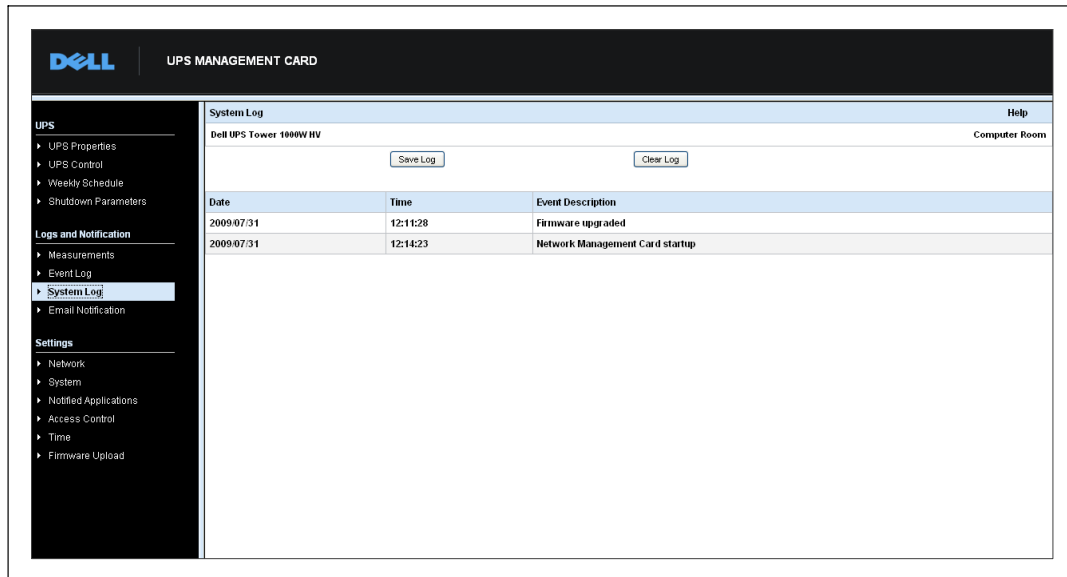 DELL UPS MANAGEMENT CARD
UPS
UPS Properties
UPS Control
Weekly Schedule
Shutdown Parameters
Logs and Notification
Measurements
Event Log
System Log
Email Notification
Settings
Network
System
Notified Applications
Access Control
Time
Firmware Upload
System Log Help
Dell UPS Tower 1000W HV Computer Room
Save Log Clear Log
Date Time Event Description
2009/07/31 12:11:28 Firmware upgraded
2009/07/31 12:14:23 Network Management Card startup